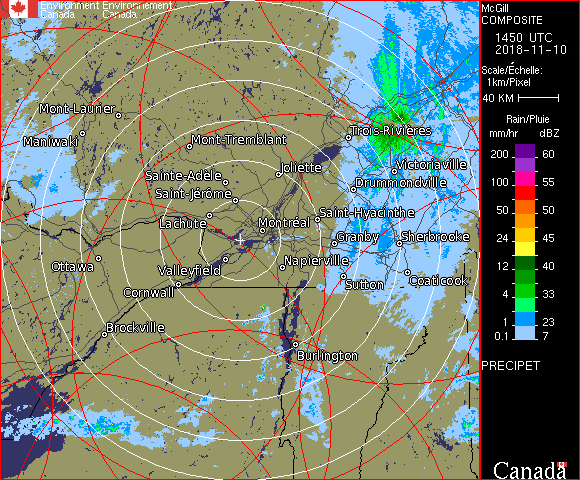 Environment Environnement
Canada Canada
McGill
COMPOSITE
1450 UTC
2018-11-10
Scale/Échelle:
1km/Pixel
40 KM
Rain/Pluie
mm/hr dBZ
200 60
100 55
50 50
24 45
12 40
4 33
1 23
0.1 7
PRECIPET
Canada
Mont-Laurier
Maniwaki
Mont-Tremblant
Trois-Rivières
Joliette
Victoriaville
Sainte-Adèle
Drummondville
Saint-Jérôme
Saint-Hyacinthe
Lachute
Montréal
Granby
Sherbrooke
Ottawa
Valleyfield
Napierville
Coaticook
Sutton
Cornwall
Brockville
Burlington